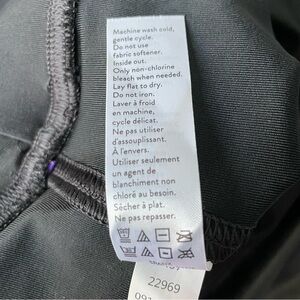 Machine wash cold,
gentle cycle.
Do not use
fabric softener.
Inside out.
Only non-chlorine
bleach when needed.
Lay flat to dry.
Do not iron.
Laver à froid
en machine,
cycle délicat.
Ne pas utiliser
d'assouplissant.
À l'envers.
Utiliser seulement
un agent de
blanchiment non
chloré au besoin.
Sécher à plat.
Ne pas repasser.
22969